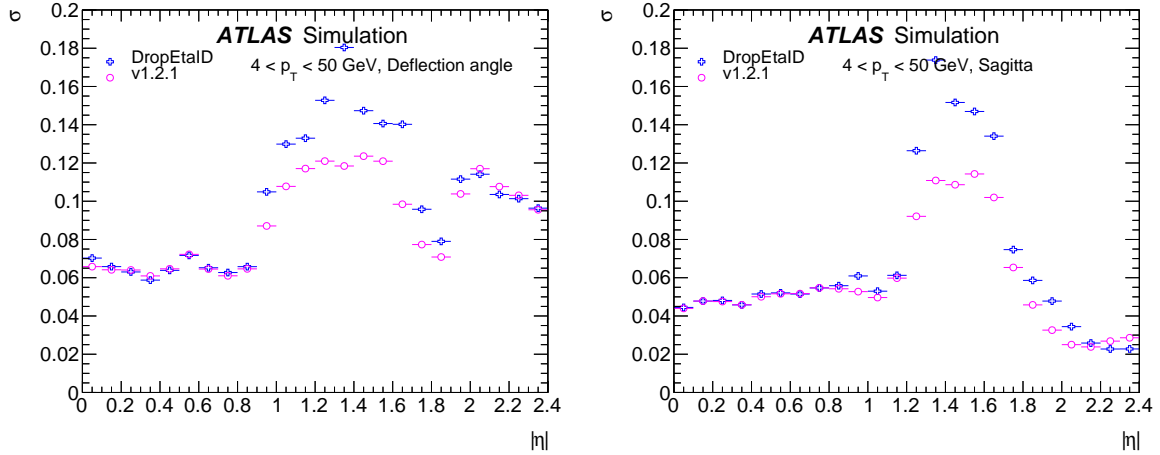 σ
0.2
0.18
0.16
0.14
0.12
0.1
0.08
0.06
0.04
0.02
0
ATLAS Simulation
DropEtaID
v1.2.1
4 < p_T < 50 GeV, Deflection angle
0 0.2 0.4 0.6 0.8 1 1.2 1.4 1.6 1.8 2 2.2 2.4
|η|
σ
0.2
0.18
0.16
0.14
0.12
0.1
0.08
0.06
0.04
0.02
0
ATLAS Simulation
DropEtaID
v1.2.1
4 < p_T < 50 GeV, Sagitta
0 0.2 0.4 0.6 0.8 1 1.2 1.4 1.6 1.8 2 2.2 2.4
|η|